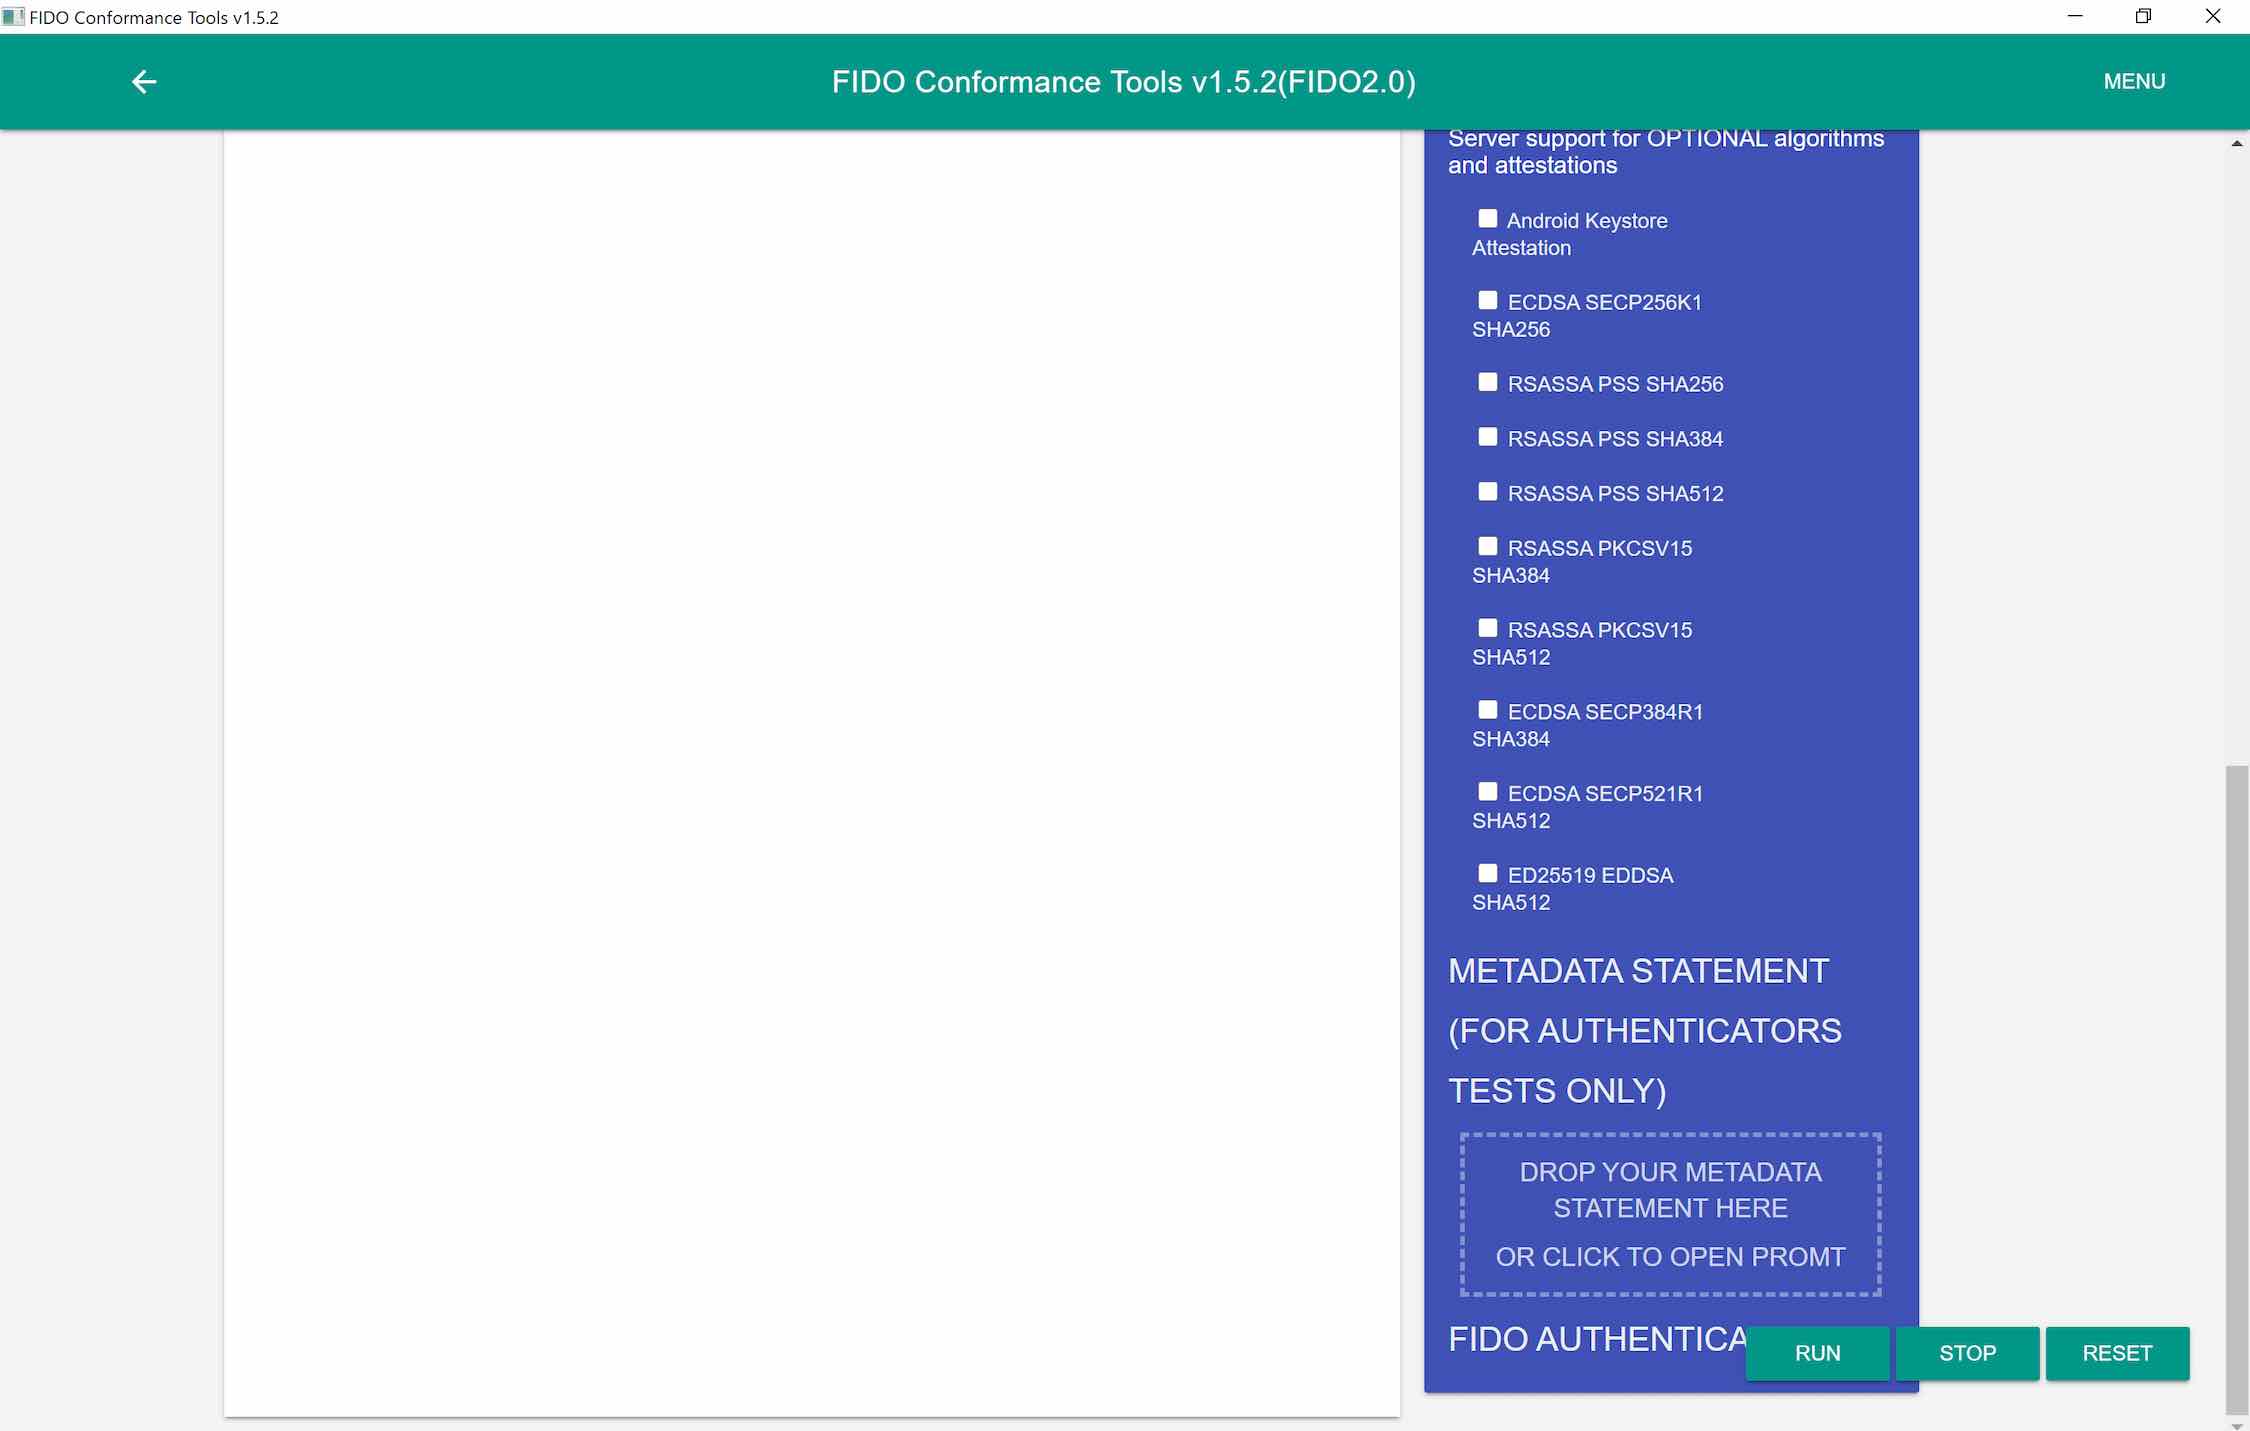 FIDO Conformance Tools v1.5.2
FIDO Conformance Tools v1.5.2(FIDO2.0)
MENU
Server support for OPTIONAL algorithms
and attestations
Android Keystore
Attestation
ECDSA SECP256K1
SHA256
RSASSA PSS SHA256
RSASSA PSS SHA384
RSASSA PSS SHA512
RSASSA PKCSV15
SHA384
RSASSA PKCSV15
SHA512
ECDSA SECP384R1
SHA384
ECDSA SECP521R1
SHA512
ED25519 EDDSA
SHA512
METADATA STATEMENT
(FOR AUTHENTICATORS
TESTS ONLY)
DROP YOUR METADATA
STATEMENT HERE
OR CLICK TO OPEN PROMT
FIDO AUTHENTICA
RUN
STOP
RESET